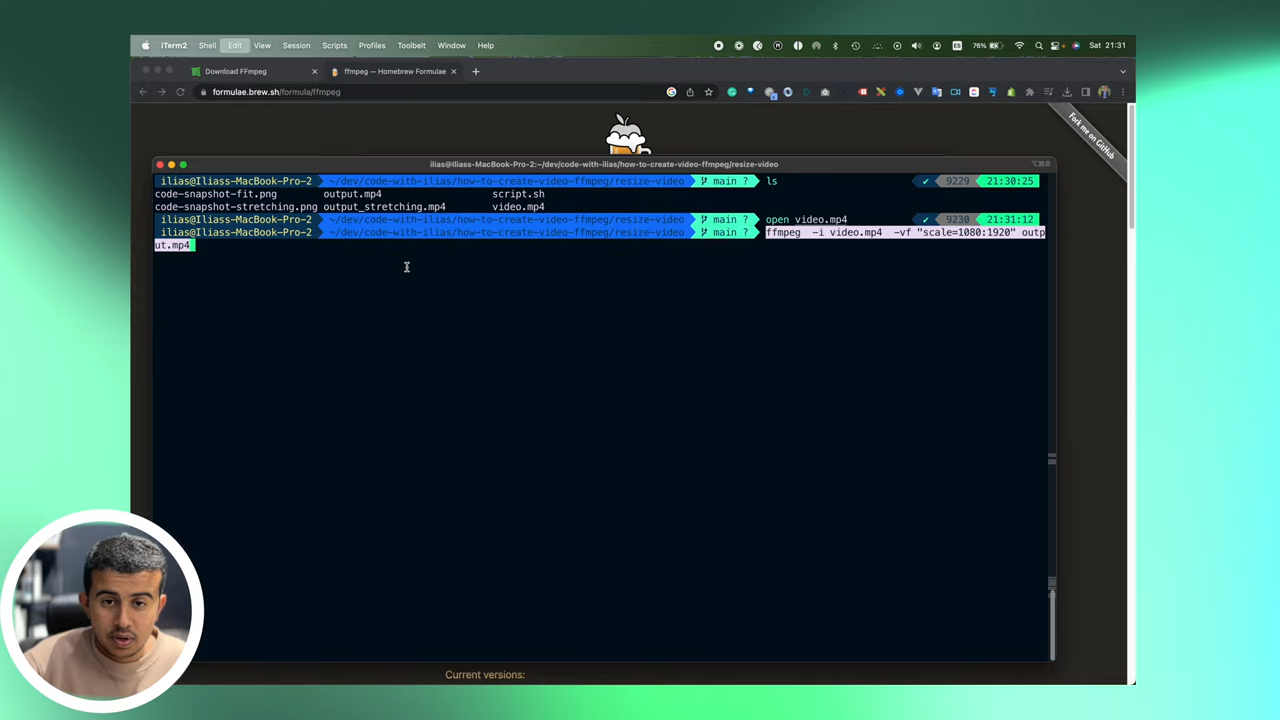 iTerm2 Shell Edit View Session Scripts Profiles Toolbelt Window Help 76% Sat 21:31
Download FFmpeg ffmpeg — Homebrew Formulae
formulae.brew.sh/formula/ffmpeg
Fork me on GitHub
ilias@Iliass-MacBook-Pro-2:~/dev/code-with-ilias/how-to-create-video-ffmpeg/resize-video
ilias@Iliass-MacBook-Pro-2 ~/dev/code-with-ilias/how-to-create-video-ffmpeg/resize-video main ? ls ✔ 9229 21:30:25
code-snapshot-fit.png output.mp4 script.sh
code-snapshot-stretching.png output_stretching.mp4 video.mp4
ilias@Iliass-MacBook-Pro-2 ~/dev/code-with-ilias/how-to-create-video-ffmpeg/resize-video main ? open video.mp4 ✔ 9230 21:31:12
ilias@Iliass-MacBook-Pro-2 ~/dev/code-with-ilias/how-to-create-video-ffmpeg/resize-video main ? ffmpeg -i video.mp4 -vf "scale=1080:1920" outp
ut.mp4
Current versions: